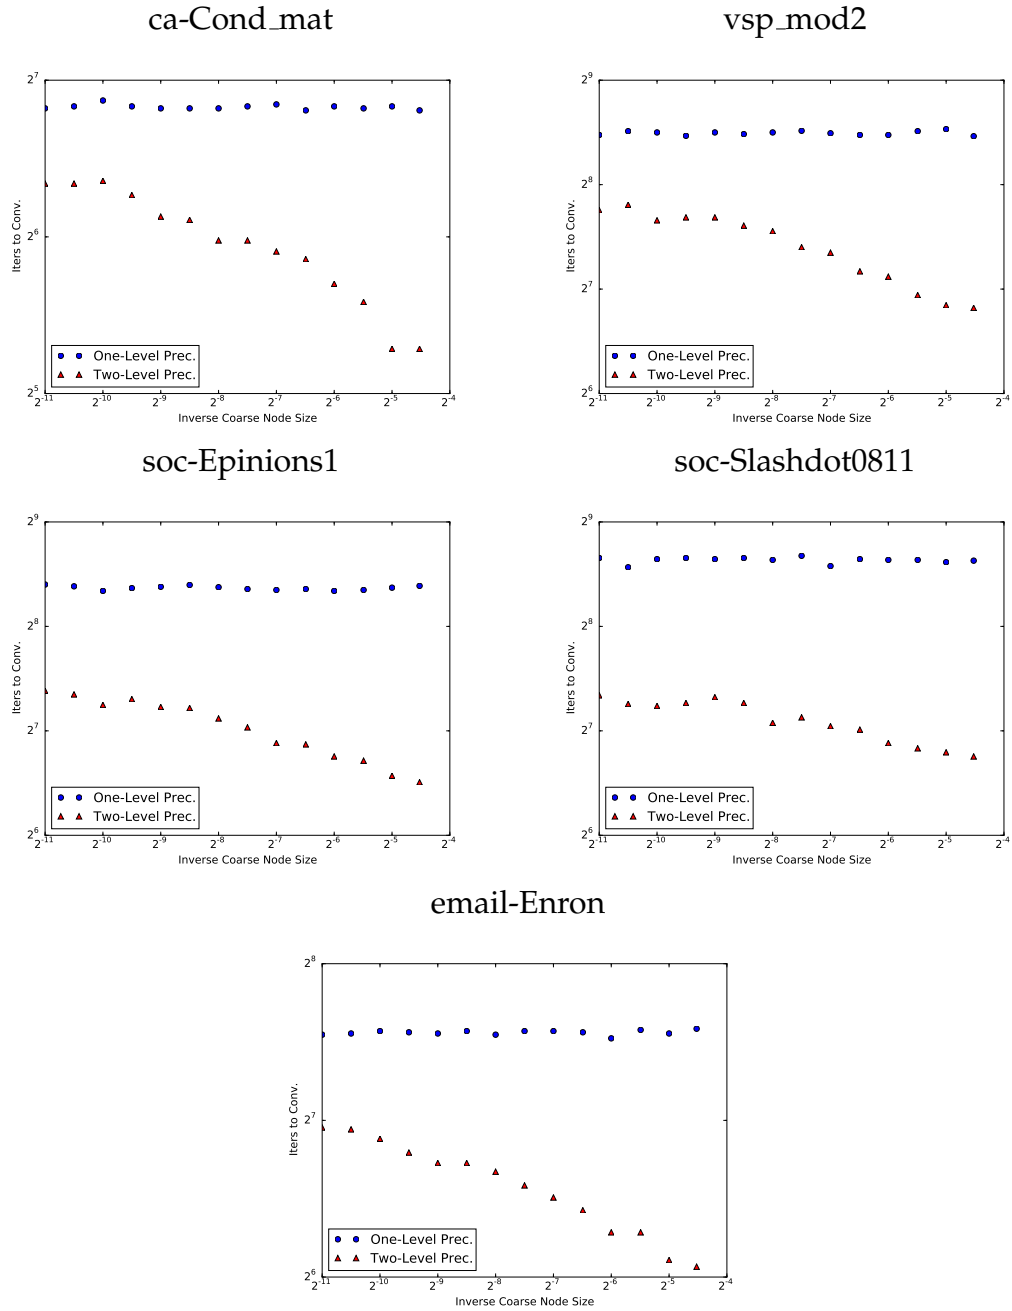 ca-Cond_mat
vsp_mod2
2^7
2^6
2^5
Iters to Conv.
One-Level Prec.
Two-Level Prec.
2^-11 2^-10 2^-9 2^-8 2^-7 2^-6 2^-5 2^-4
Inverse Coarse Node Size
2^9
2^8
2^7
2^6
Iters to Conv.
One-Level Prec.
Two-Level Prec.
2^-11 2^-10 2^-9 2^-8 2^-7 2^-6 2^-5 2^-4
Inverse Coarse Node Size
soc-Epinions1
soc-Slashdot0811
2^9
2^8
2^7
2^6
Iters to Conv.
One-Level Prec.
Two-Level Prec.
2^-11 2^-10 2^-9 2^-8 2^-7 2^-6 2^-5 2^-4
Inverse Coarse Node Size
2^9
2^8
2^7
2^6
Iters to Conv.
One-Level Prec.
Two-Level Prec.
2^-11 2^-10 2^-9 2^-8 2^-7 2^-6 2^-5 2^-4
Inverse Coarse Node Size
email-Enron
2^8
2^7
2^6
Iters to Conv.
One-Level Prec.
Two-Level Prec.
2^-11 2^-10 2^-9 2^-8 2^-7 2^-6 2^-5 2^-4
Inverse Coarse Node Size